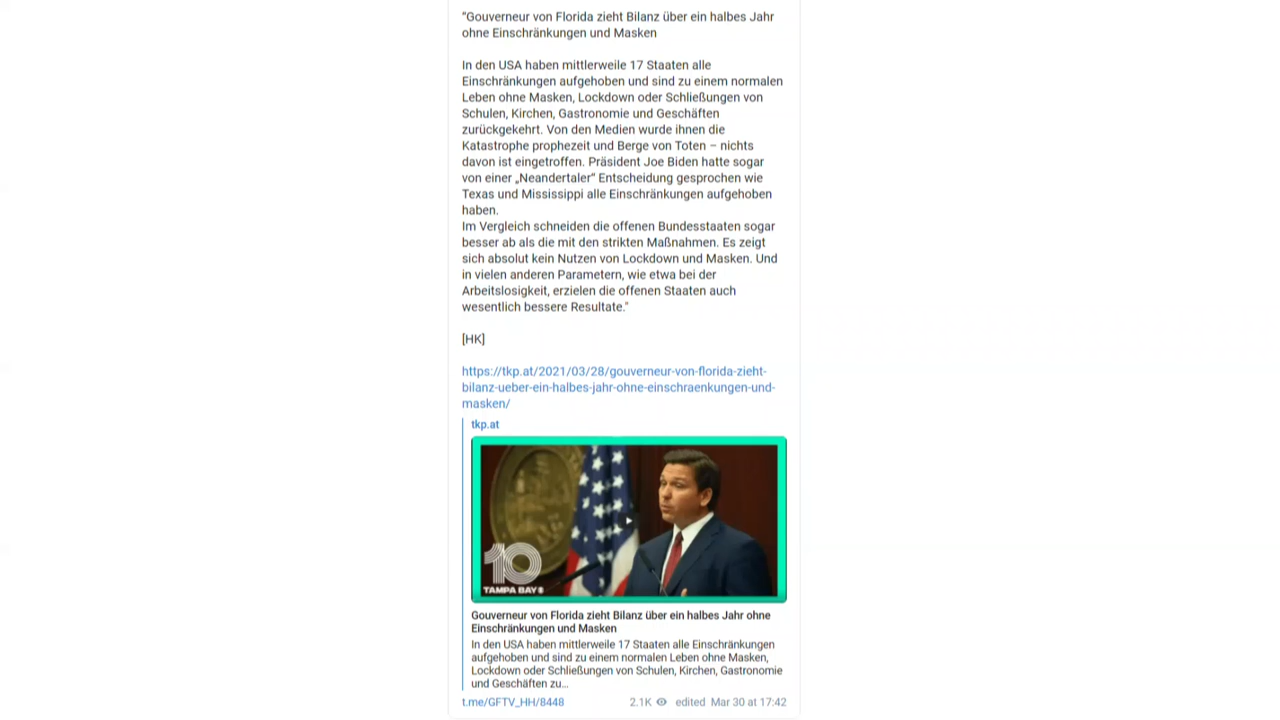 "Gouverneur von Florida zieht Bilanz über ein halbes Jahr
ohne Einschränkungen und Masken
In den USA haben mittlerweile 17 Staaten alle
Einschränkungen aufgehoben und sind zu einem normalen
Leben ohne Masken, Lockdown oder Schließungen von
Schulen, Kirchen, Gastronomie und Geschäften
zurückgekehrt. Von den Medien wurde ihnen die
Katastrophe prophezeit und Berge von Toten – nichts
davon ist eingetroffen. Präsident Joe Biden hatte sogar
von einer „Neandertaler“ Entscheidung gesprochen wie
Texas und Mississippi alle Einschränkungen aufgehoben
haben.
Im Vergleich schneiden die offenen Bundesstaaten sogar
besser ab als die mit den strikten Maßnahmen. Es zeigt
sich absolut kein Nutzen von Lockdown und Masken. Und
in vielen anderen Parametern, wie etwa bei der
Arbeitslosigkeit, erzielen die offenen Staaten auch
wesentlich bessere Resultate."
[HK]
https://tkp.at/2021/03/28/gouverneur-von-florida-zieht-
bilanz-ueber-ein-halbes-jahr-ohne-einschraenkungen-und-
masken/
tkp.at
10
TAMPA BAY
Gouverneur von Florida zieht Bilanz über ein halbes Jahr ohne
Einschränkungen und Masken
In den USA haben mittlerweile 17 Staaten alle Einschränkungen
aufgehoben und sind zu einem normalen Leben ohne Masken,
Lockdown oder Schließungen von Schulen, Kirchen, Gastronomie
und Geschäften zu...
t.me/GFTV_HH/8448 2.1K edited Mar 30 at 17:42